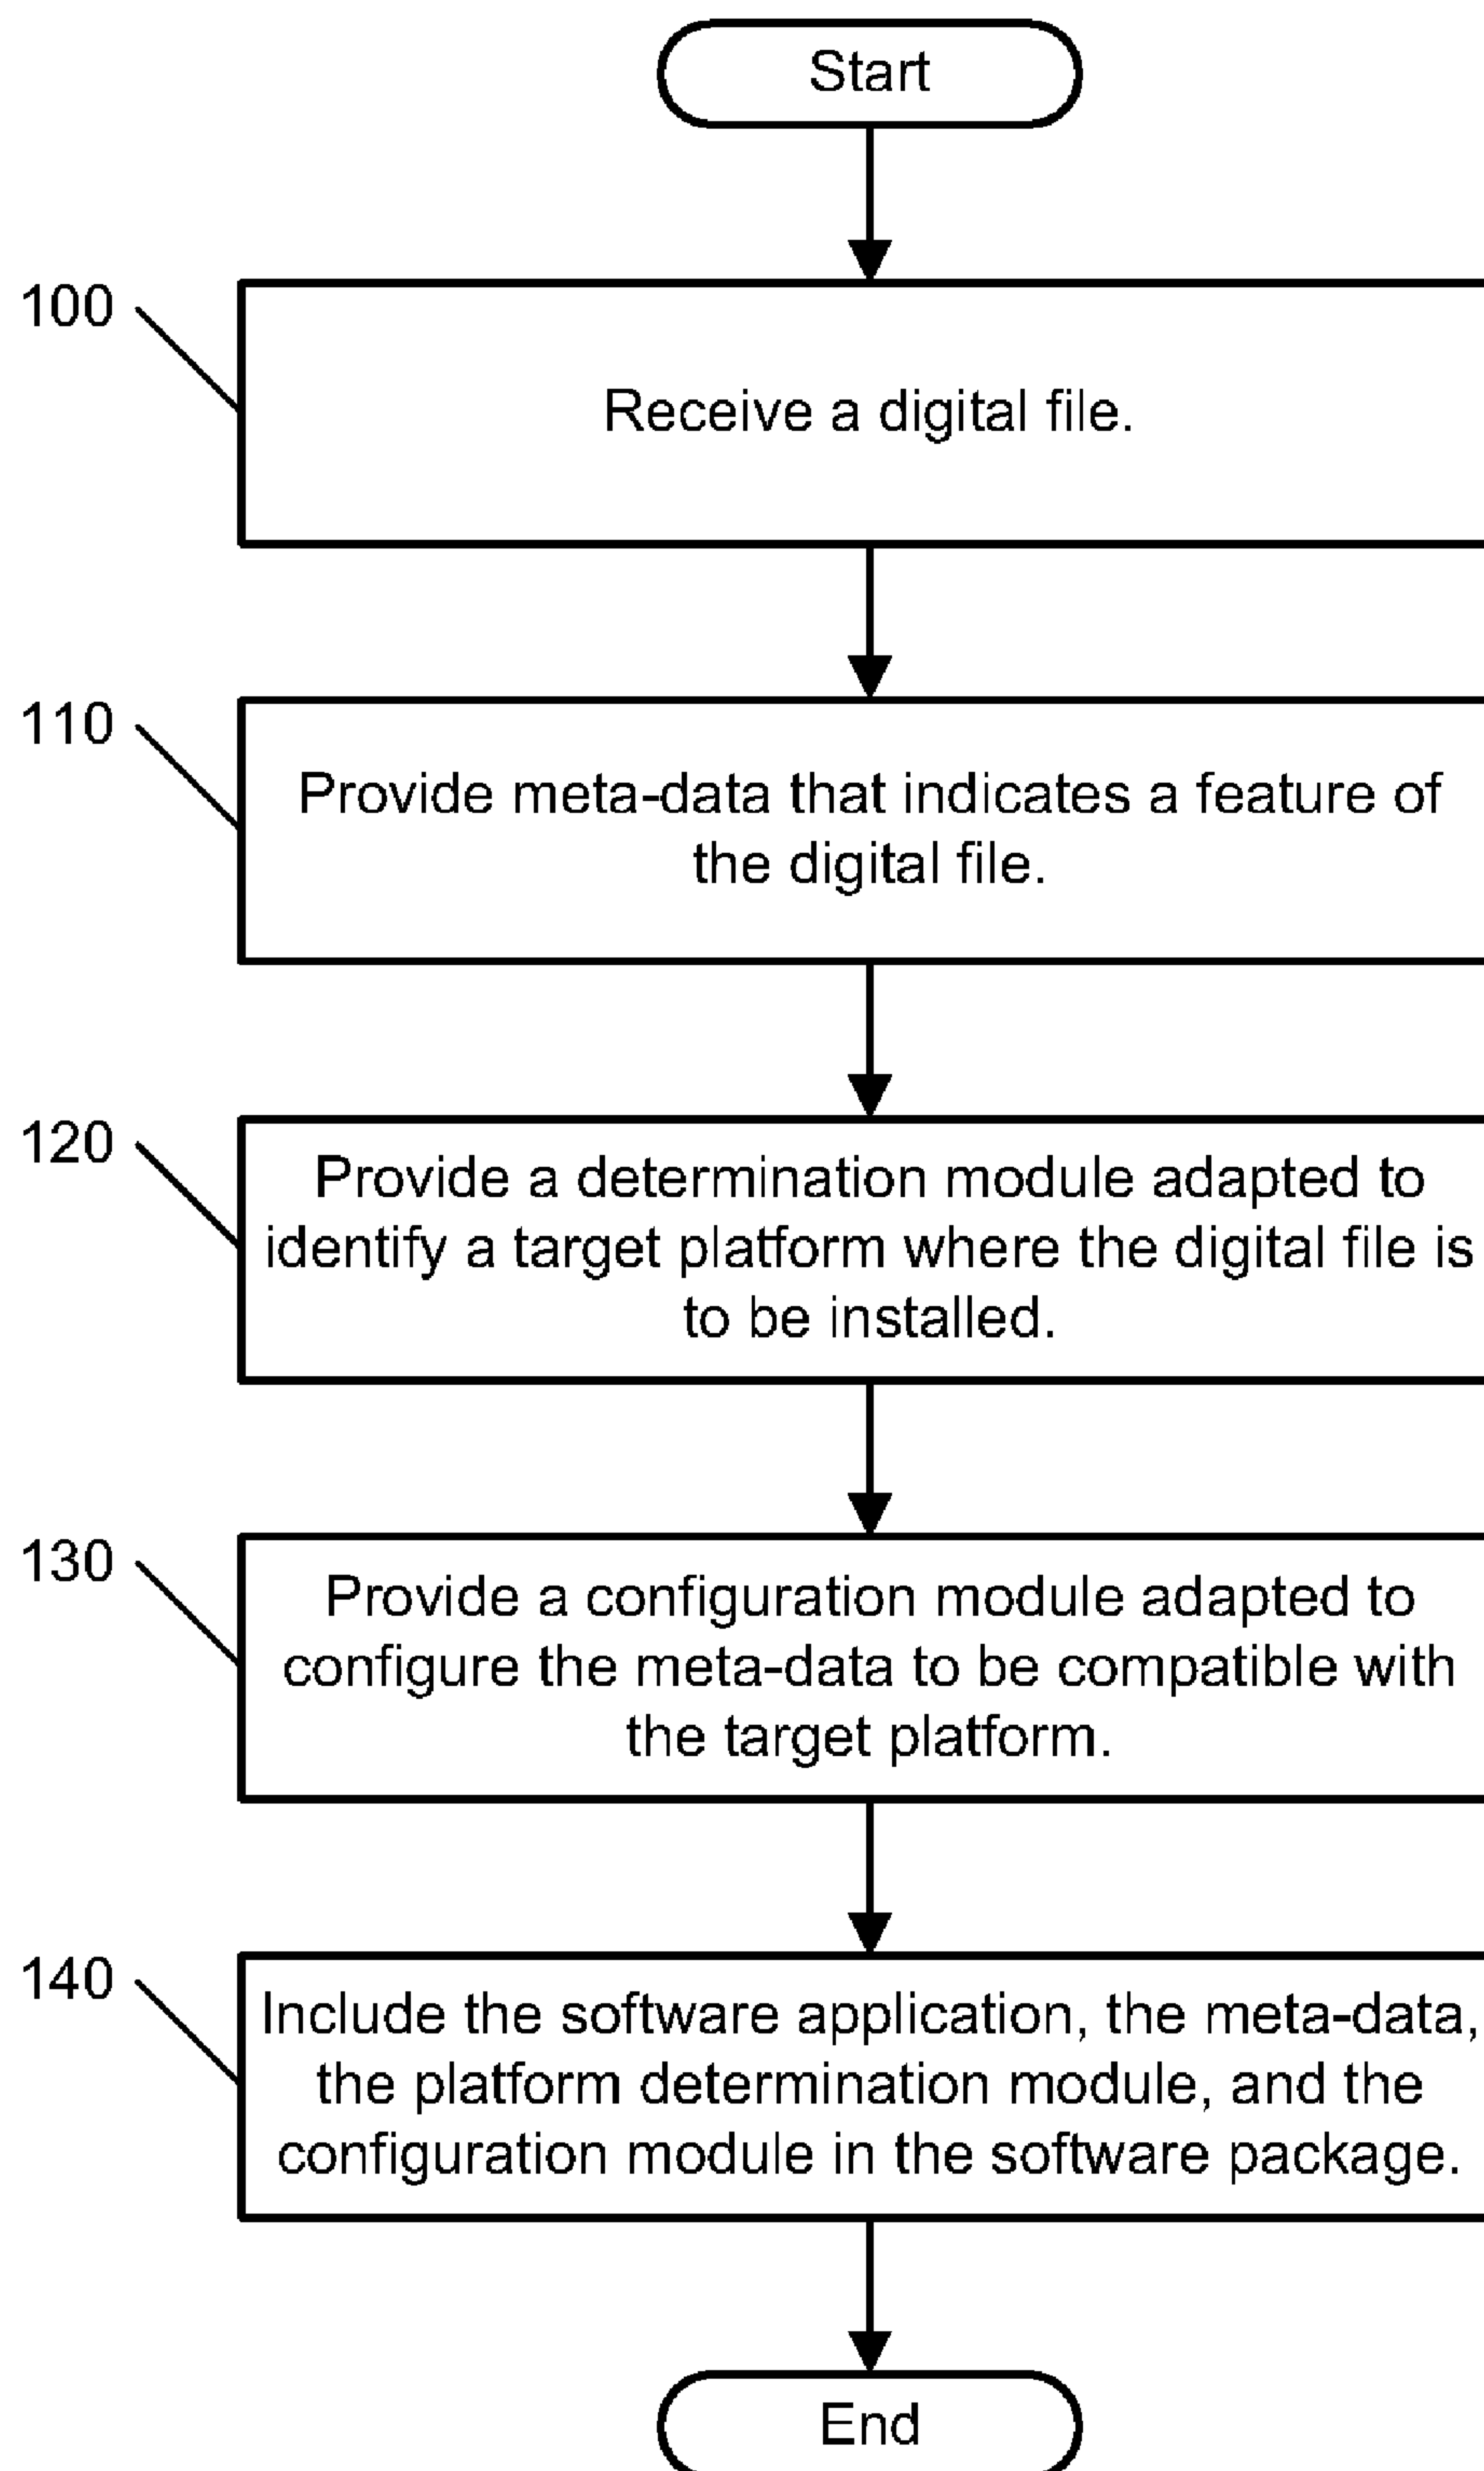 Start
100
Receive a digital file.
110
Provide meta-data that indicates a feature of
the digital file.
120
Provide a determination module adapted to
identify a target platform where the digital file is
to be installed.
130
Provide a configuration module adapted to
configure the meta-data to be compatible with
the target platform.
140
Include the software application, the meta-data,
the platform determination module, and the
configuration module in the software package.
End